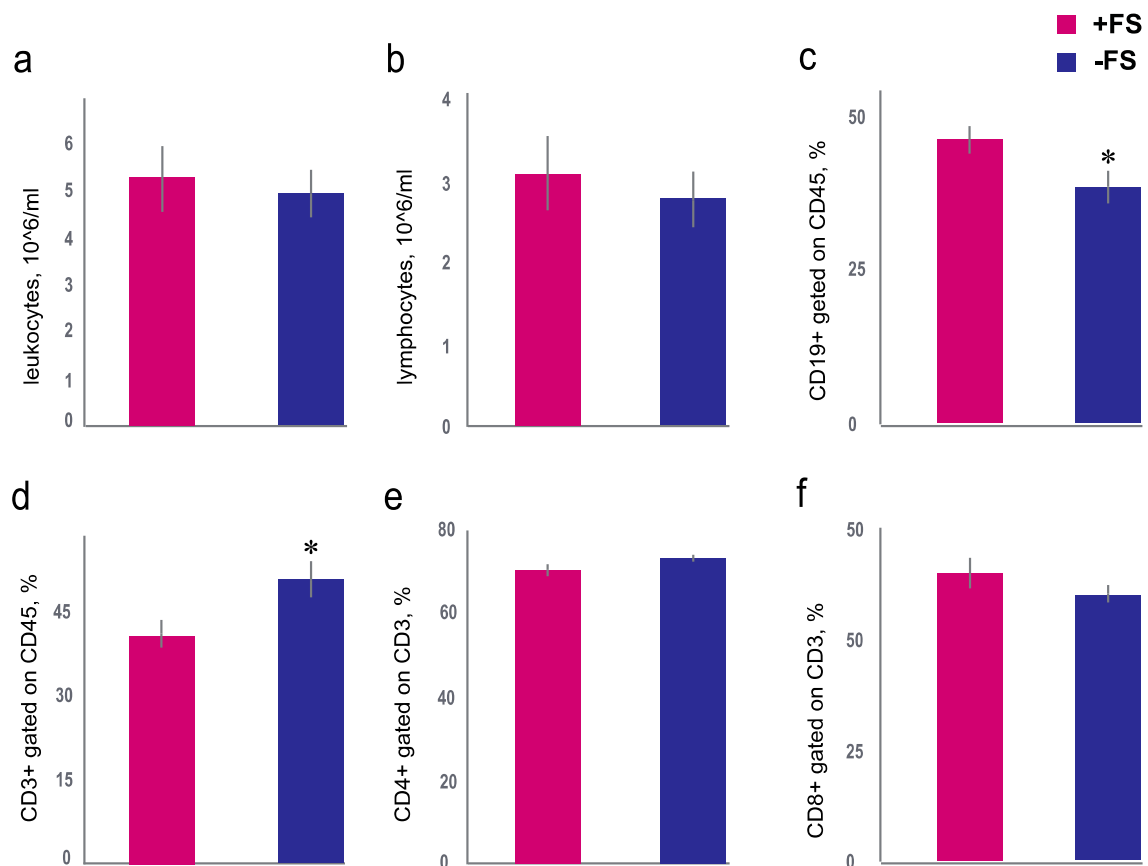 +FS
-FS
a
leukocytes, 10^6/ml
6
5
4
3
2
1
0
b
lymphocytes, 10^6/ml
4
3
2
1
0
c
CD19+ geted on CD45, %
50
25
0
*
d
CD3+ gated on CD45, %
45
30
15
0
*
e
CD4+ gated on CD3, %
80
60
40
20
0
f
CD8+ gated on CD3, %
50
50
25
0